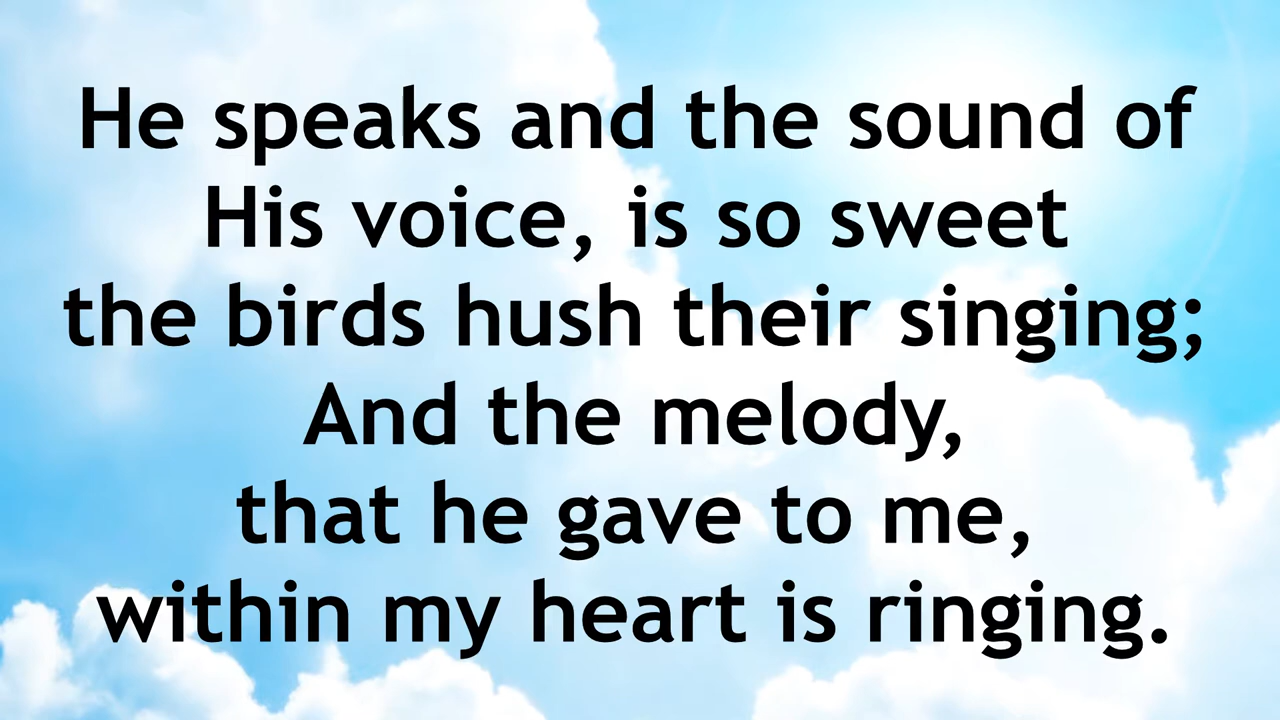 He speaks and the sound of
His voice, is so sweet
the birds hush their singing;
And the melody,
that he gave to me,
within my heart is ringing.